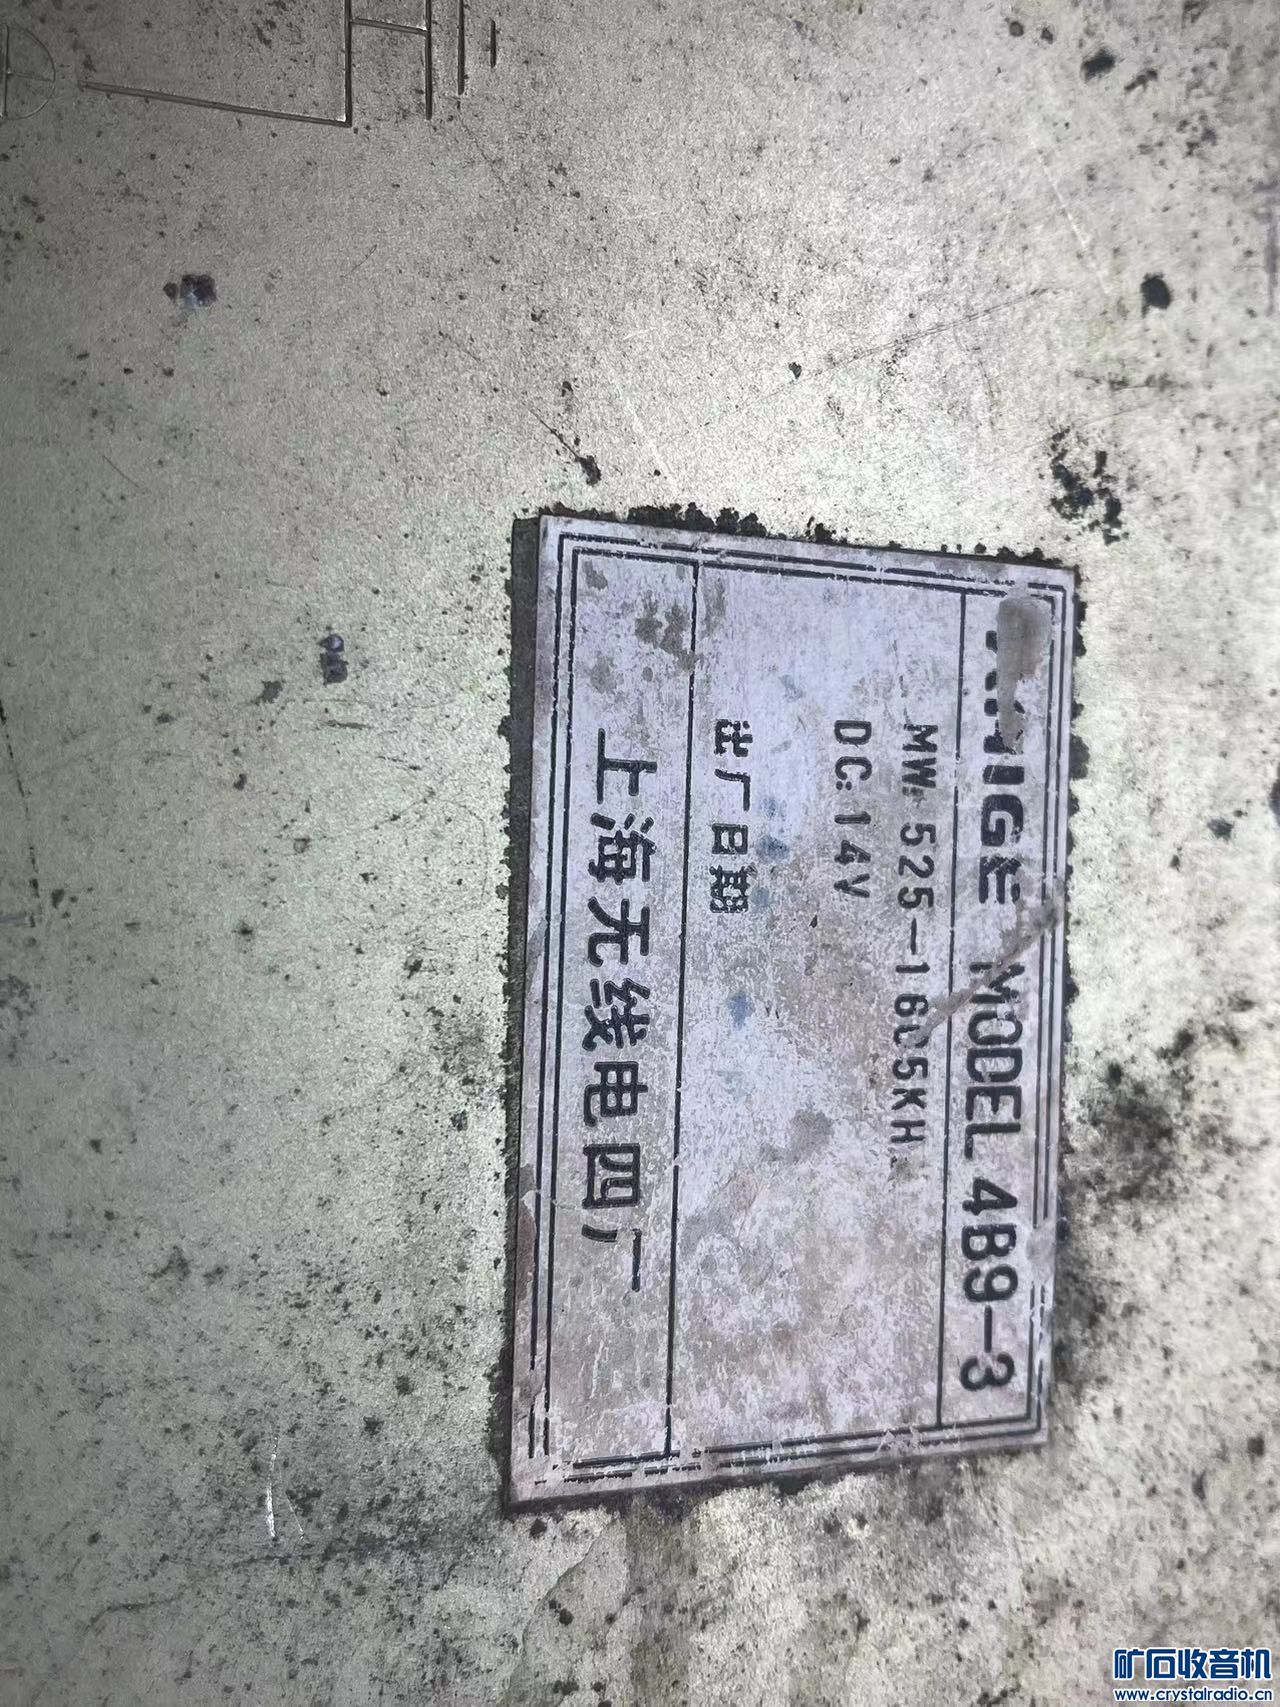 MODEL 4B9-3
MW: 525-1605KH
DC: 14V
出厂日期
上海无线电四厂
矿石收音机
www.crystalradio.cn